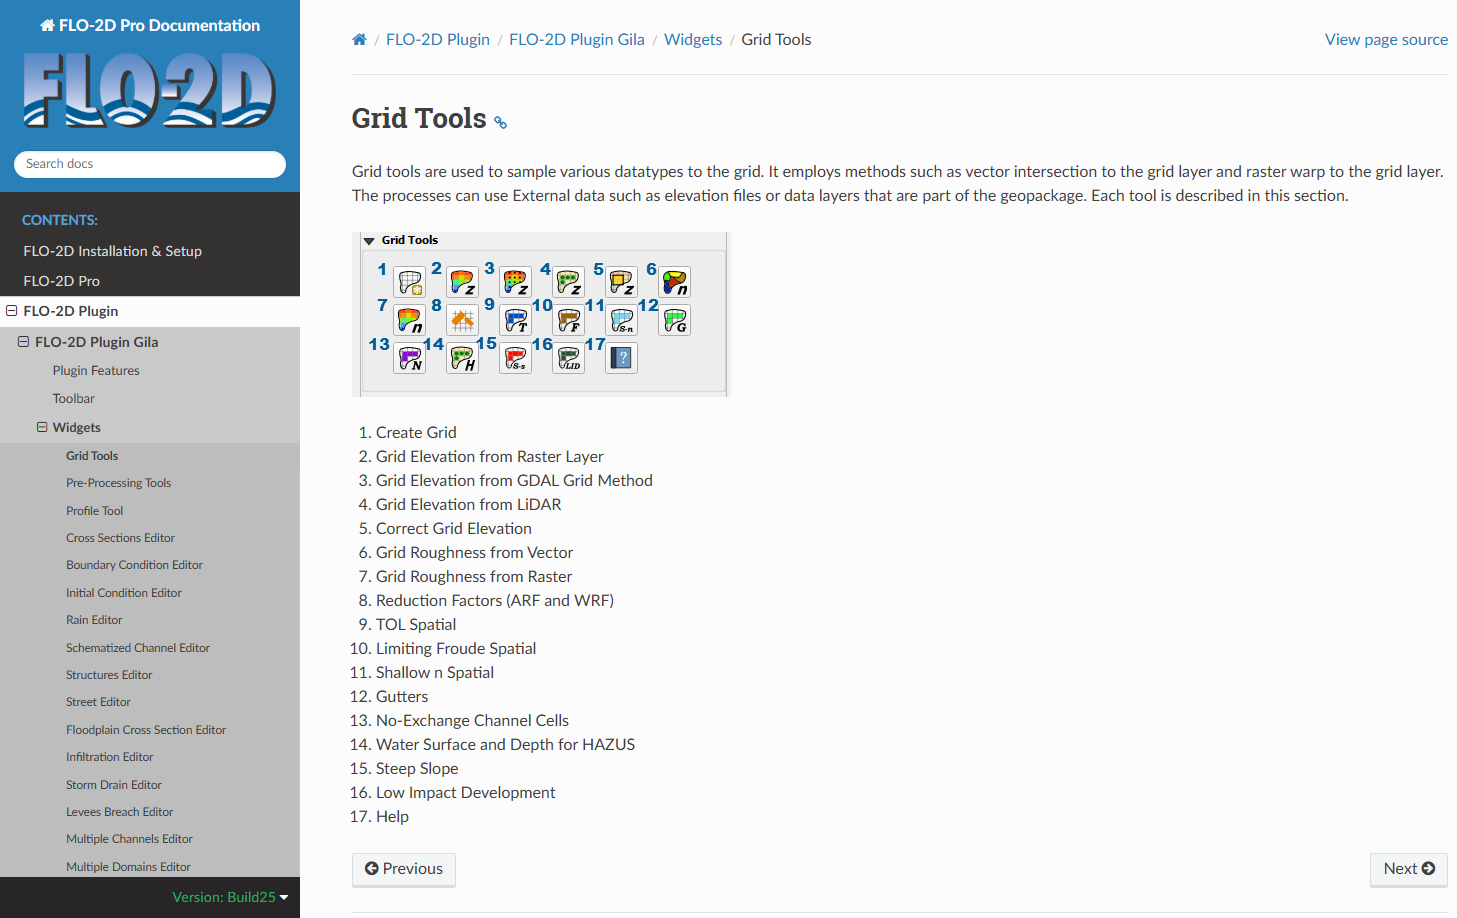 FLO-2D Pro Documentation
FLO-2D
Search docs
CONTENTS:
FLO-2D Installation & Setup
FLO-2D Pro
FLO-2D Plugin
FLO-2D Plugin Gila
Plugin Features
Toolbar
Widgets
Grid Tools
Pre-Processing Tools
Profile Tool
Cross Sections Editor
Boundary Condition Editor
Initial Condition Editor
Rain Editor
Schematized Channel Editor
Structures Editor
Street Editor
Floodplain Cross Section Editor
Infiltration Editor
Storm Drain Editor
Levees Breach Editor
Multiple Channels Editor
Multiple Domains Editor
Version: Build25
/ FLO-2D Plugin / FLO-2D Plugin Gila / Widgets / Grid Tools
View page source
Grid Tools
Grid tools are used to sample various datatypes to the grid. It employs methods such as vector intersection to the grid layer and raster warp to the grid layer.
The processes can use External data such as elevation files or data layers that are part of the geopackage. Each tool is described in this section.
Grid Tools
1 2 3 4 5 6
Z Z Z Z n
7 8 9 10 11 12
n T F S-n G
13 14 15 16 17
N H S-s LID ?
1. Create Grid
2. Grid Elevation from Raster Layer
3. Grid Elevation from GDAL Grid Method
4. Grid Elevation from LiDAR
5. Correct Grid Elevation
6. Grid Roughness from Vector
7. Grid Roughness from Raster
8. Reduction Factors (ARF and WRF)
9. TOL Spatial
10. Limiting Froude Spatial
11. Shallow n Spatial
12. Gutters
13. No-Exchange Channel Cells
14. Water Surface and Depth for HAZUS
15. Steep Slope
16. Low Impact Development
17. Help
Previous
Next